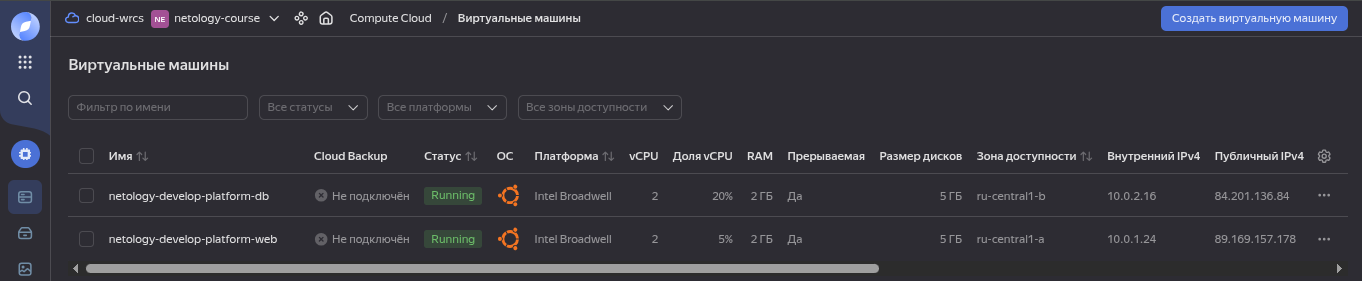 cloud-wrcs NE netology-course Compute Cloud / Виртуальные машины Создать виртуальную машину
Виртуальные машины
Фильтр по имени Все статусы Все платформы Все зоны доступности
Имя Cloud Backup Статус ОС Платформа vCPU Доля vCPU RAM Прерываемая Размер дисков Зона доступности Внутренний IPv4 Публичный IPv4
netology-develop-platform-db Не подключён Running Intel Broadwell 2 20% 2 ГБ Да 5 ГБ ru-central1-b 10.0.2.16 84.201.136.84
netology-develop-platform-web Не подключён Running Intel Broadwell 2 5% 2 ГБ Да 5 ГБ ru-central1-a 10.0.1.24 89.169.157.178